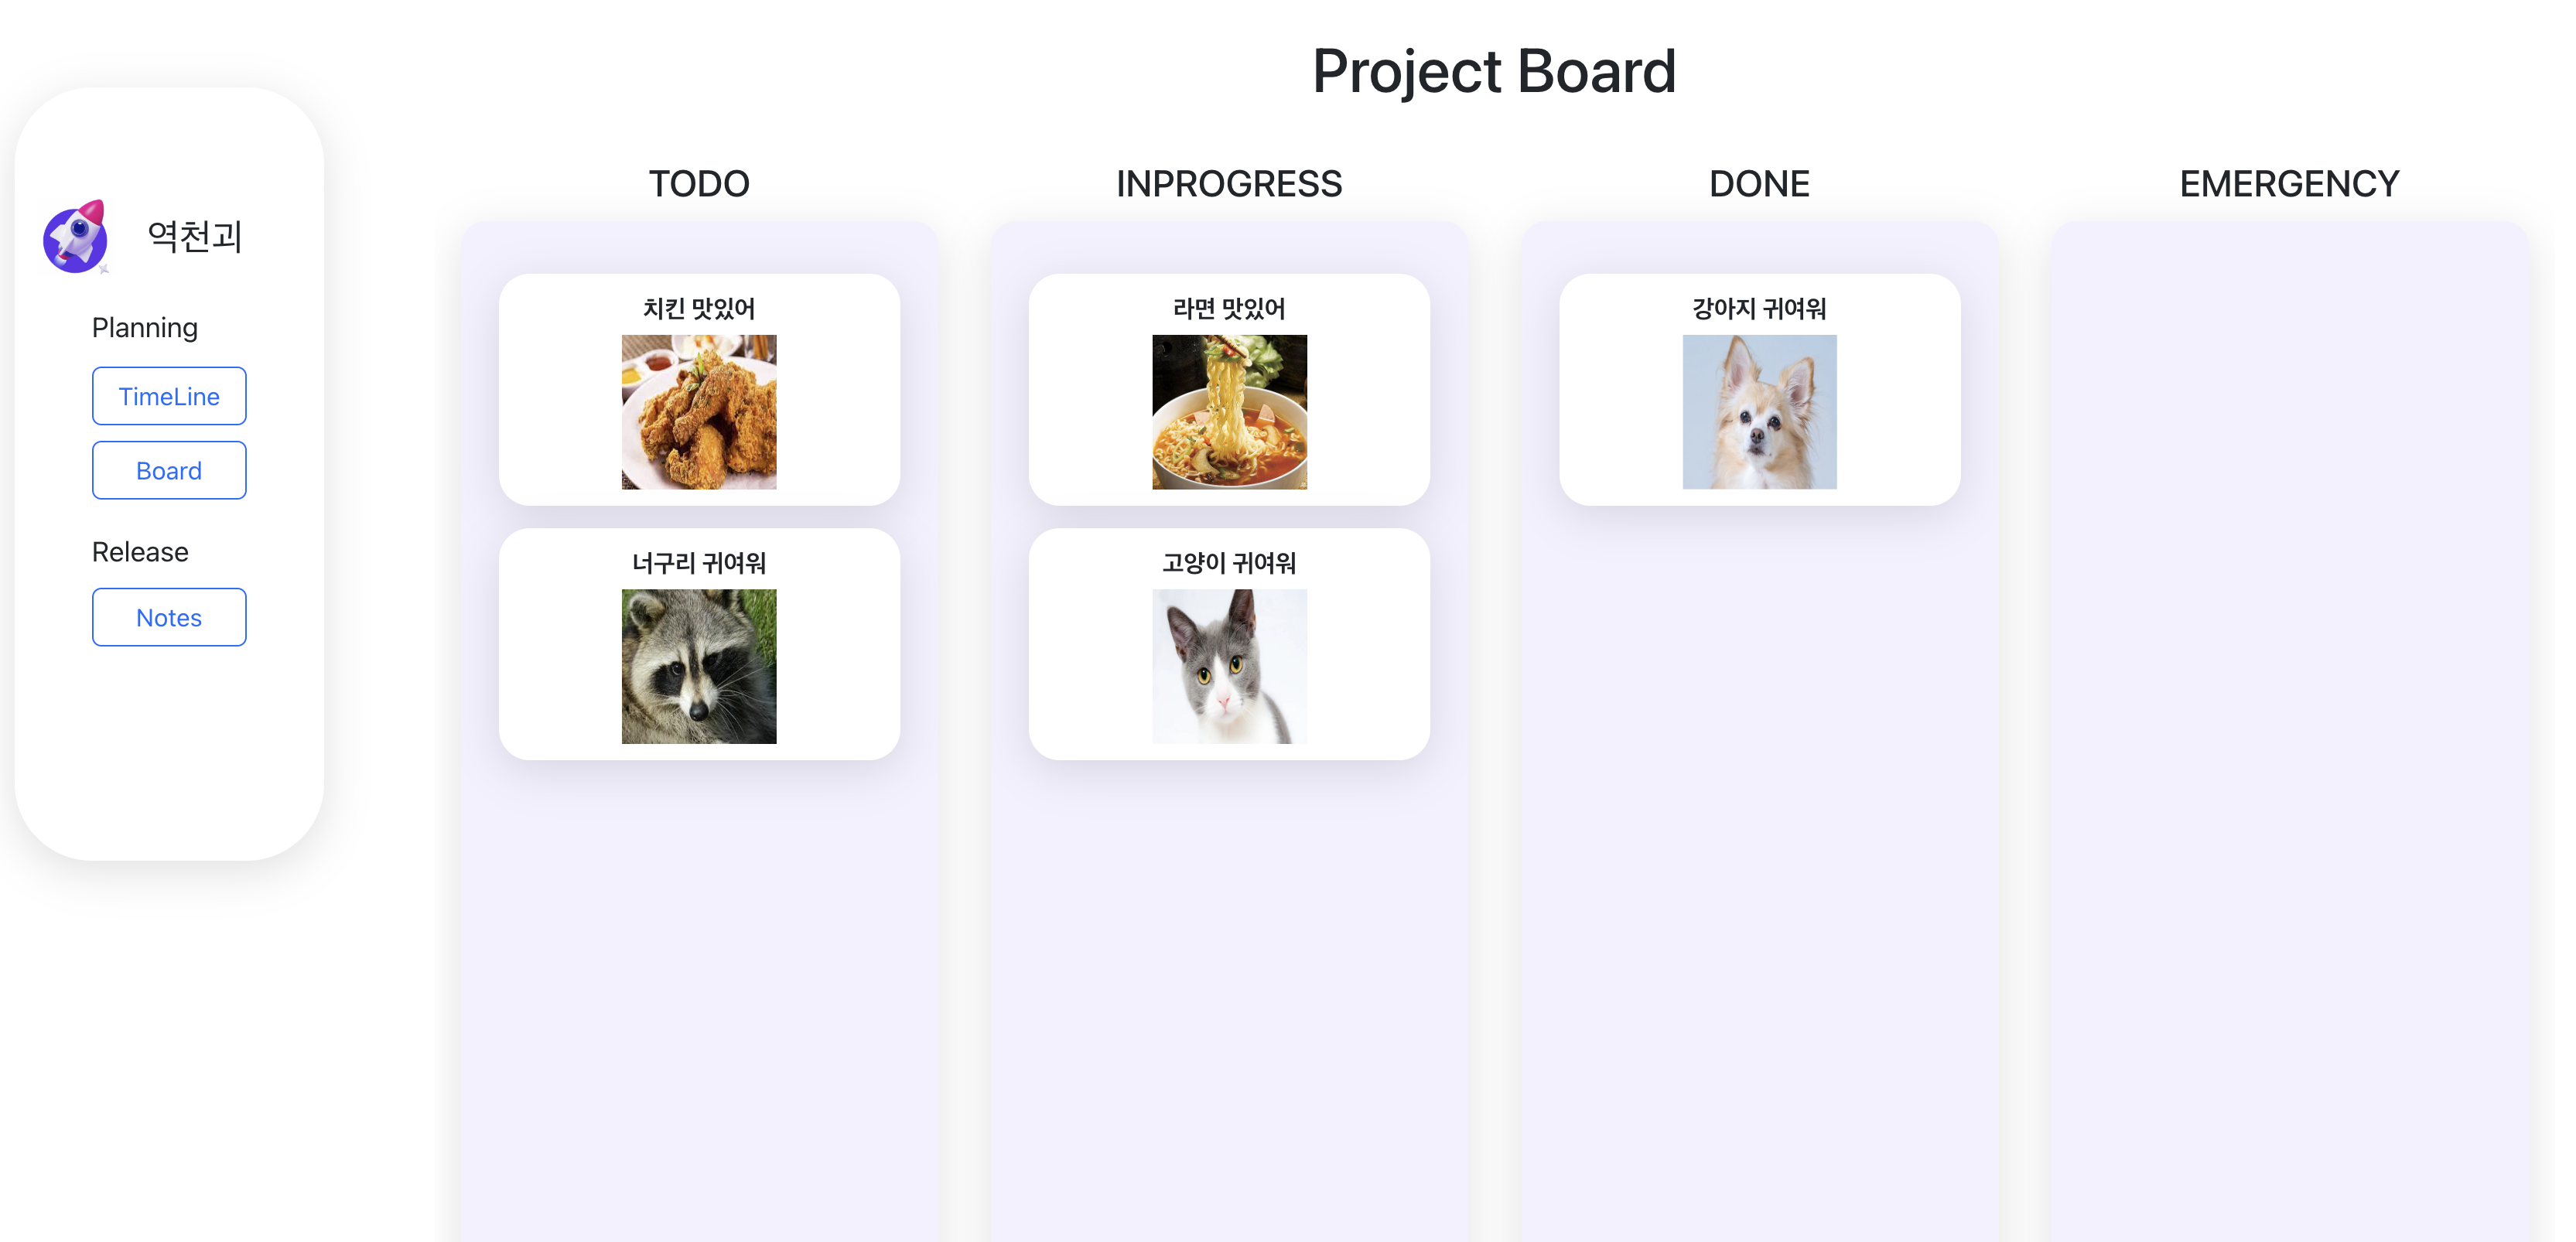 Project Board
역천괴
Planning
TimeLine
Board
Release
Notes
TODO
치킨 맛있어
너구리 귀여워
INPROGRESS
라면 맛있어
고양이 귀여워
DONE
강아지 귀여워
EMERGENCY